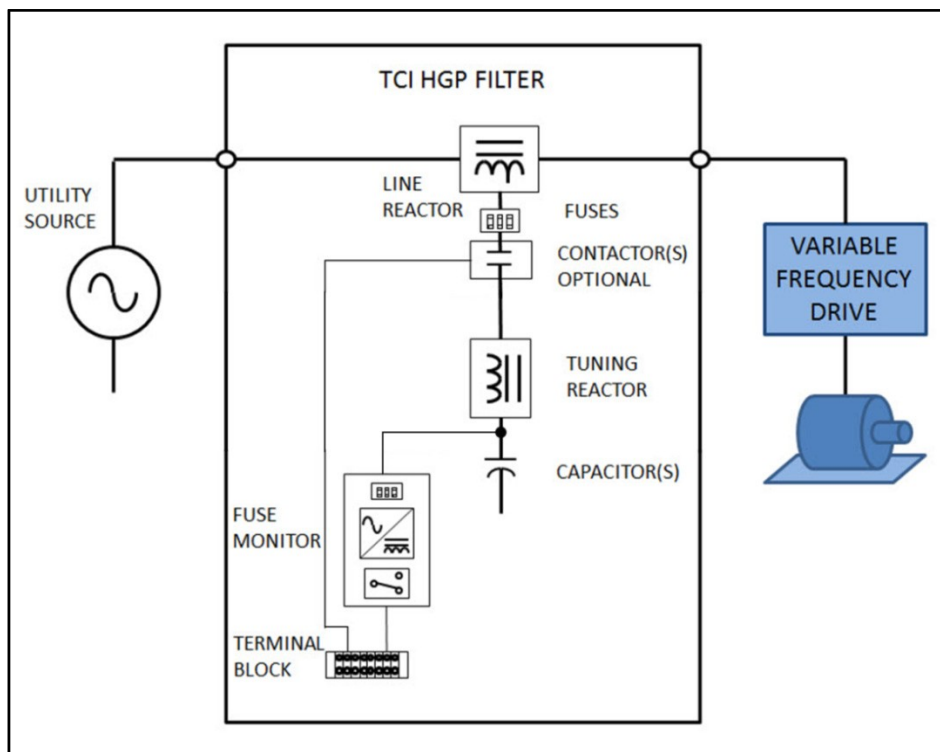 TCI HGP FILTER
UTILITY
SOURCE
LINE
REACTOR
FUSES
CONTACTOR(S)
OPTIONAL
VARIABLE
FREQUENCY
DRIVE
TUNING
REACTOR
CAPACITOR(S)
FUSE
MONITOR
TERMINAL
BLOCK